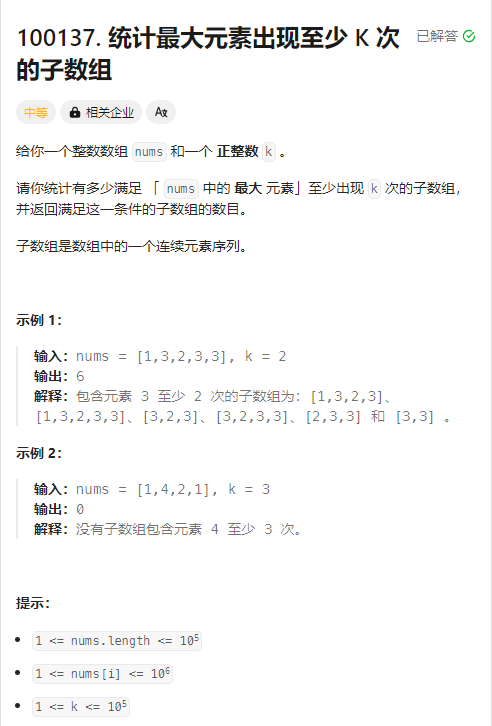 100137. 统计最大元素出现至少 K 次 已解答
的子数组
中等 相关企业 Aƶ
给你一个整数数组 nums 和一个 正整数 k 。
请你统计有多少满足 「 nums 中的 最大 元素」至少出现 k 次的子数组,
并返回满足这一条件的子数组的数目。
子数组是数组中的一个连续元素序列。
示例 1:
输入: nums = [1,3,2,3,3], k = 2
输出: 6
解释: 包含元素 3 至少 2 次的子数组为: [1,3,2,3]、
[1,3,2,3,3]、[3,2,3]、[3,2,3,3]、[2,3,3] 和 [3,3] 。
示例 2:
输入: nums = [1,4,2,1], k = 3
输出: 0
解释: 没有子数组包含元素 4 至少 3 次。
提示:
• 1 <= nums.length <= 10⁵
• 1 <= nums[i] <= 10⁶
• 1 <= k <= 10⁵